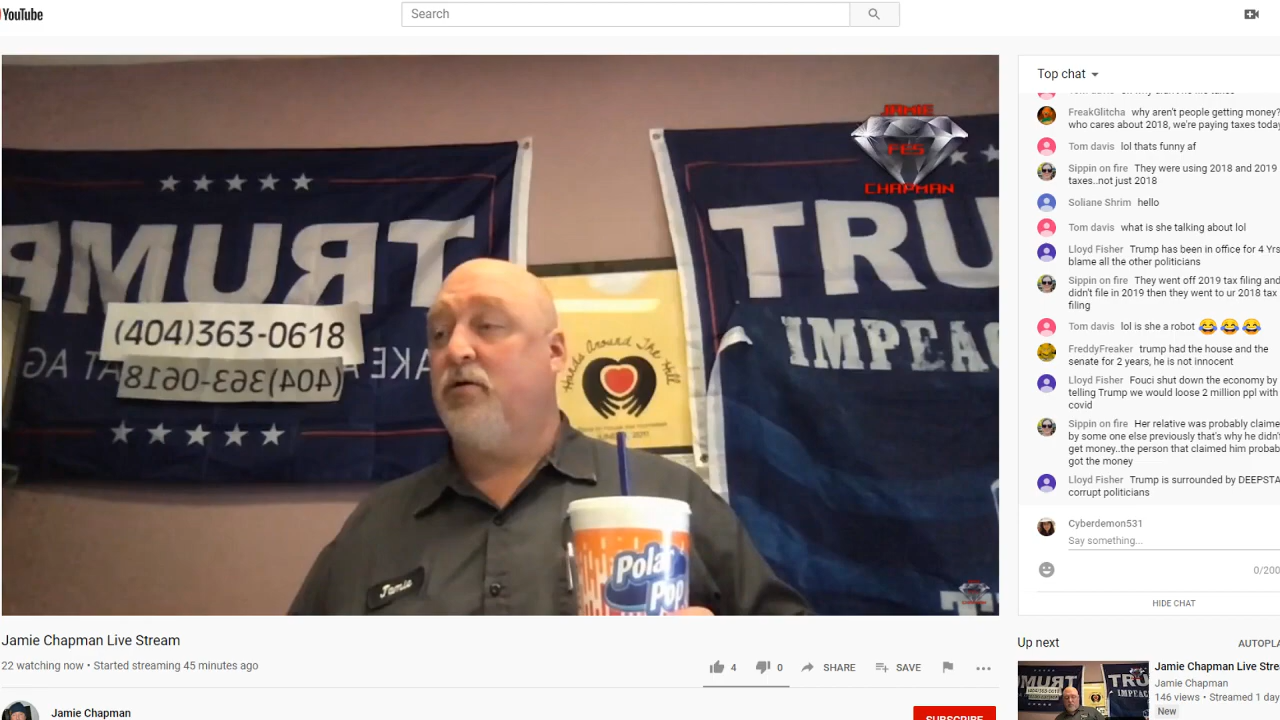 YouTube
Search
JAMIE
FES
CHAPMAN
TRUMP
TRU
(404)363-0618
IMPEAC
Hands Around The Hill
Polar
Pop
Jamie
Jamie Chapman Live Stream
22 watching now • Started streaming 45 minutes ago
4
0
SHARE
SAVE
Jamie Chapman
SUBSCRIBE
Top chat
FreakGlitcha why aren't people getting money?
who cares about 2018, we're paying taxes today
Tom davis lol thats funny af
Sippin on fire They were using 2018 and 2019
taxes..not just 2018
Soliane Shrim hello
Tom davis what is she talking about lol
Lloyd Fisher Trump has been in office for 4 Yrs
blame all the other politicians
Sippin on fire They went off 2019 tax filing and
didn't file in 2019 then they went to ur 2018 tax
filing
Tom davis lol is she a robot 😂 😂 😂
FreddyFreaker trump had the house and the
senate for 2 years, he is not innocent
Lloyd Fisher Fouci shut down the economy by
telling Trump we would loose 2 million ppl with
covid
Sippin on fire Her relative was probably claime
by some one else previously that's why he didn't
get money..the person that claimed him probab
got the money
Lloyd Fisher Trump is surrounded by DEEPSTA
corrupt politicians
Cyberdemon531
Say something...
0/200
HIDE CHAT
Up next
AUTOPLA
Jamie Chapman Live Stre
Jamie Chapman
146 views • Streamed 1 day
New